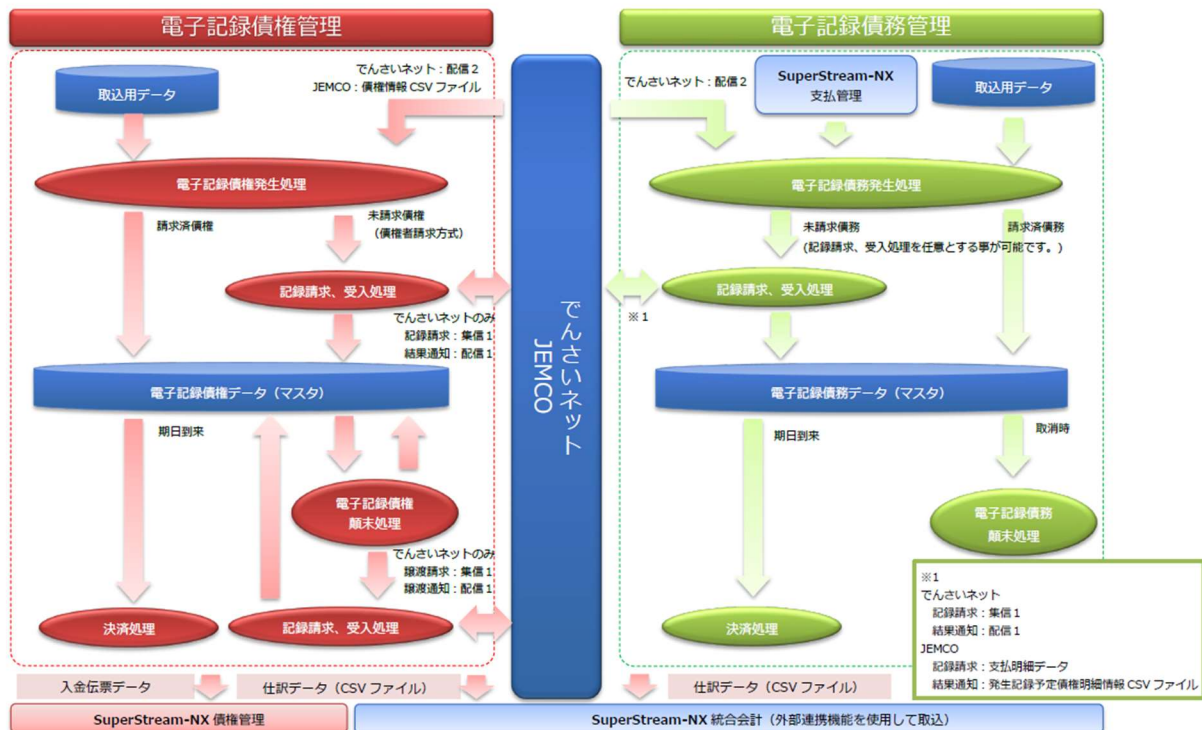 電子記録債権管理
取込用データ
でんさいネット：配信２
JEMCO：債権情報 CSV ファイル
電子記録債権発生処理
請求済債権
未請求債権
（債権者請求方式）
記録請求、受入処理
でんさいネットのみ
記録請求：集信１
結果通知：配信１
電子記録債権データ（マスタ）
期日到来
電子記録債権
顛末処理
でんさいネットのみ
譲渡請求：集信１
譲渡通知：配信１
決済処理
記録請求、受入処理
入金伝票データ
仕訳データ（CSV ファイル）
SuperStream-NX 債権管理
でんさいネット
JEMCO
電子記録債務管理
でんさいネット：配信２
SuperStream-NX
支払管理
取込用データ
電子記録債務発生処理
未請求債務
請求済債務
(記録請求、受入処理を任意とする事が可能です。)
記録請求、受入処理
※１
電子記録債務データ（マスタ）
期日到来
取消時
電子記録債務
顛末処理
決済処理
※1
でんさいネット
記録請求：集信１
結果通知：配信１
JEMCO
記録請求：支払明細データ
結果通知：発生記録予定債権明細情報 CSV ファイル
仕訳データ（CSV ファイル）
SuperStream-NX 統合会計（外部連携機能を使用して取込）